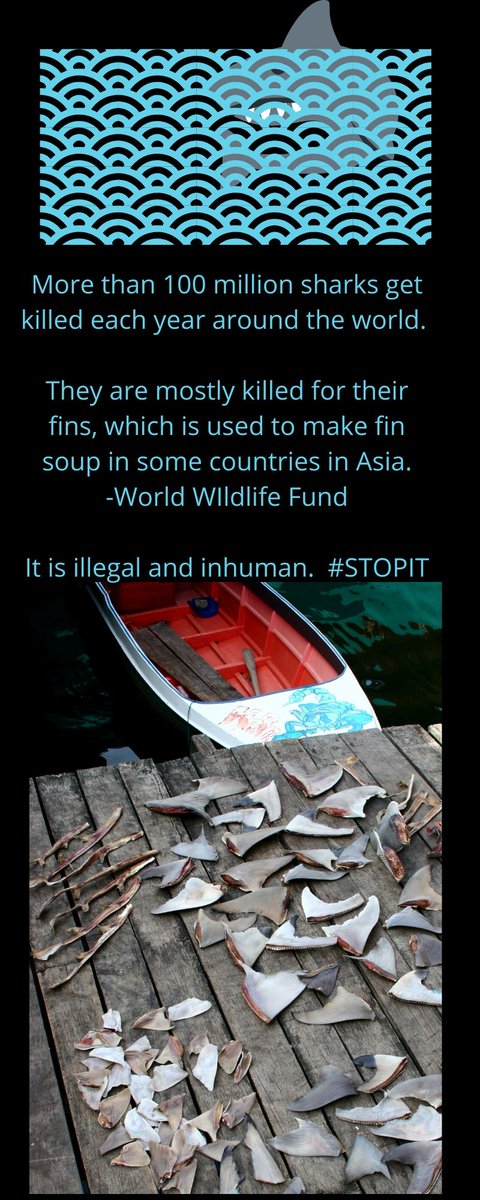 More than 100 million sharks get
killed each year around the world.
They are mostly killed for their
fins, which is used to make fin
soup in some countries in Asia.
-World WIldlife Fund
It is illegal and inhuman.  #STOPIT